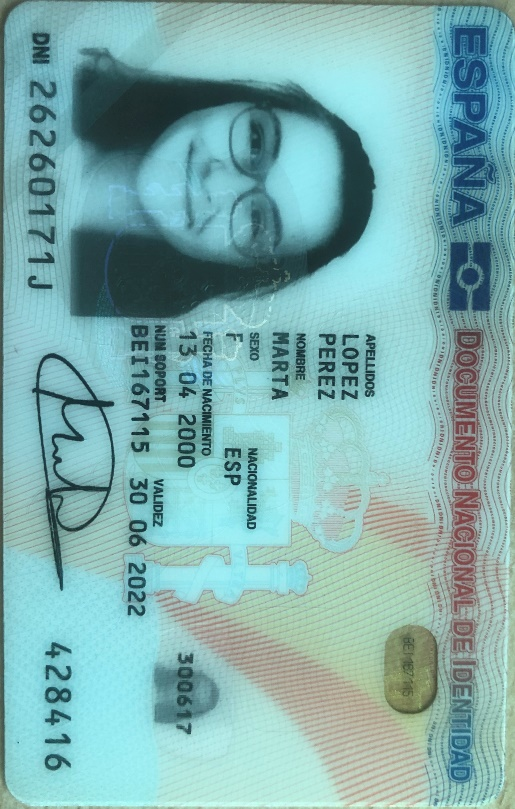 ESPAÑA
DOCUMENTO NACIONAL DE IDENTIDAD
APELLIDOS
LOPEZ
PEREZ
NOMBRE
MARTA
SEXO NACIONALIDAD
F ESP
FECHA DE NACIMIENTO
13 04 2000
NUM SOPORT VALIDEZ
BEI167115 30 06 2022
300617
DNI 26260171J
428416